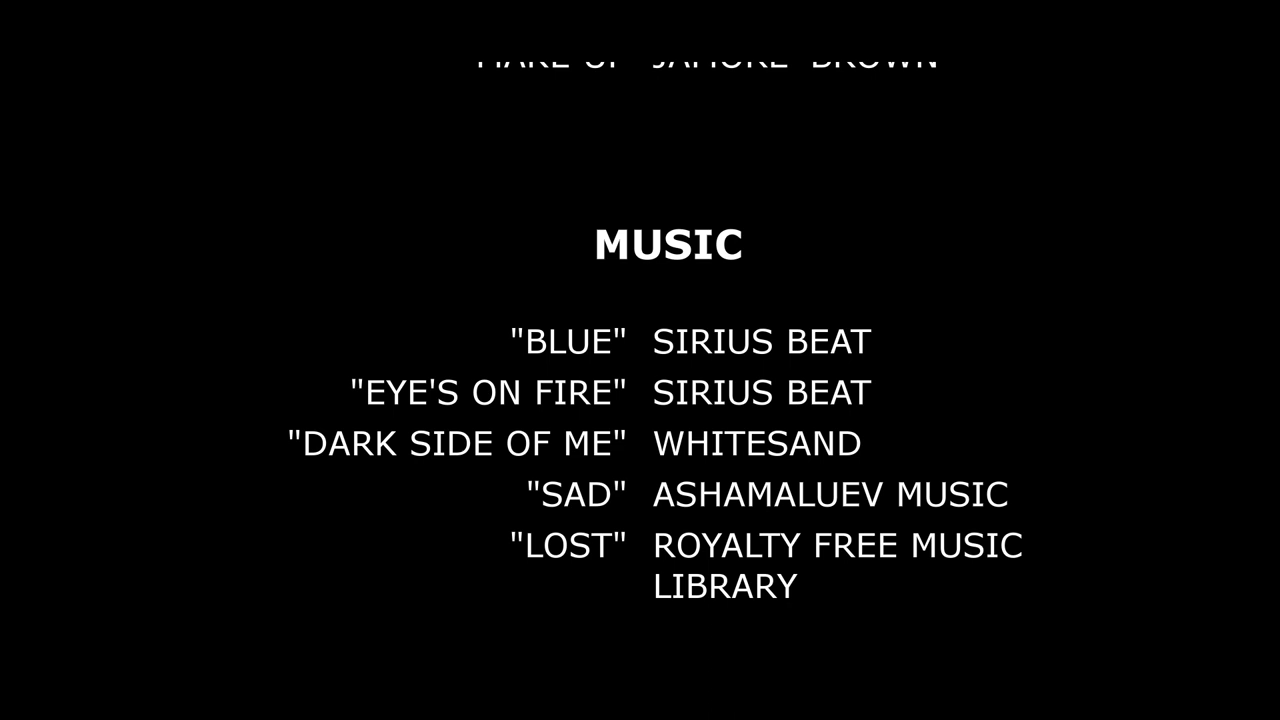 BROWN
MUSIC
"BLUE" SIRIUS BEAT
"EYE'S ON FIRE" SIRIUS BEAT
"DARK SIDE OF ME" WHITESAND
"SAD" ASHAMALUEV MUSIC
"LOST" ROYALTY FREE MUSIC
LIBRARY